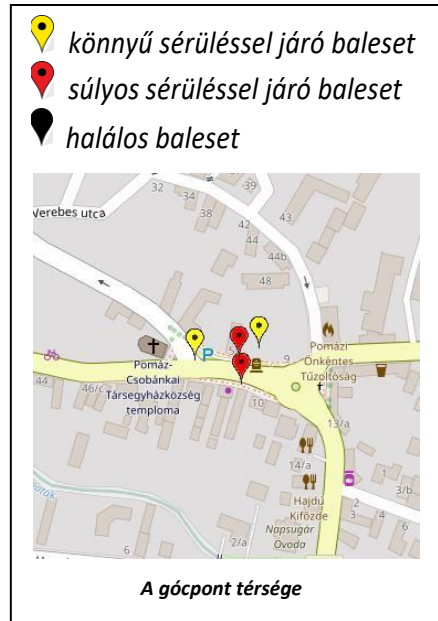 könnyű sérüléssel járó baleset
súlyos sérüléssel járó baleset
halálos baleset
32
34
39
Verebes utca
34
38
42
43
44
44b
48
P
9
Pomázi
Önkéntes
Tűzoltóság
Pomáz-
Csobánkai
Társegyházközség
temploma
44
46/c
10
13/a
14/a
3/b
Hajdú
Kifőzde
Napsugár
Óvoda
2/a
6
4
2
1
A gócpont térsége